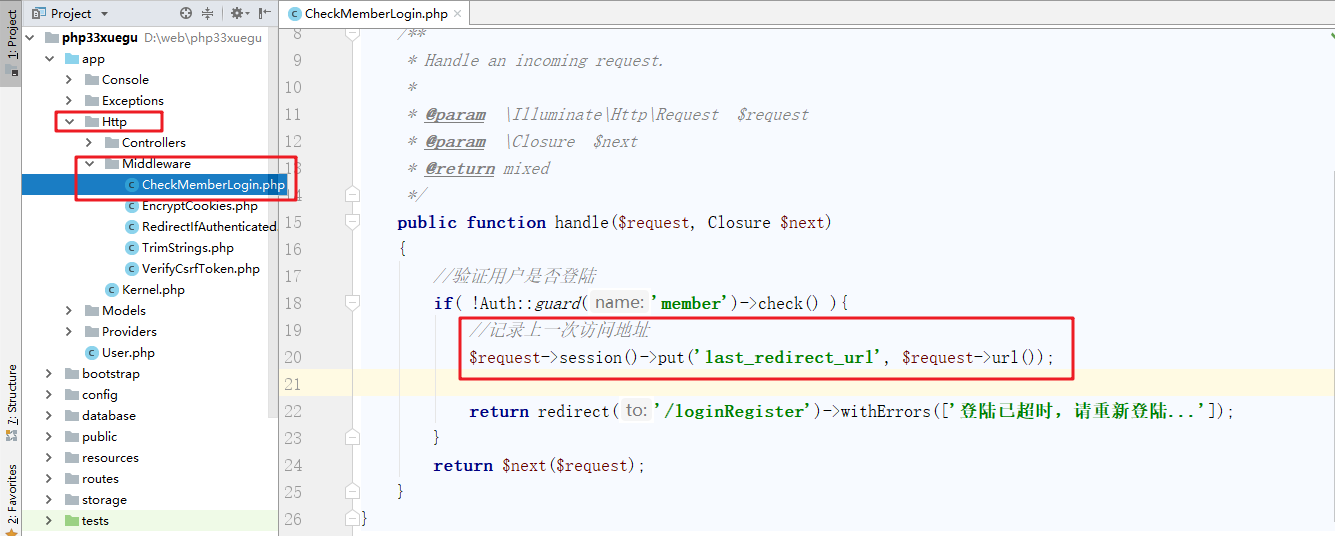 1: Project
7: Structure
2: Favorites
Project
php33xuegu D:\web\php33xuegu
app
Console
Exceptions
Http
Controllers
Middleware
CheckMemberLogin.php
EncryptCookies.php
RedirectIfAuthenticated
TrimStrings.php
VerifyCsrfToken.php
Kernel.php
Models
Providers
User.php
bootstrap
config
database
public
resources
routes
storage
tests
CheckMemberLogin.php
8 /**
9 * Handle an incoming request.
10 *
11 * @param \Illuminate\Http\Request $request
12 * @param \Closure $next
13 * @return mixed
14 */
15 public function handle($request, Closure $next)
16 {
17 //验证用户是否登陆
18 if( !Auth::guard( name: 'member')->check() ){
19 //记录上一次访问地址
20 $request->session()->put('last_redirect_url', $request->url());
21
22 return redirect( to: '/loginRegister')->withErrors(['登陆已超时，请重新登陆...']);
23 }
24 return $next($request);
25 }
26 }